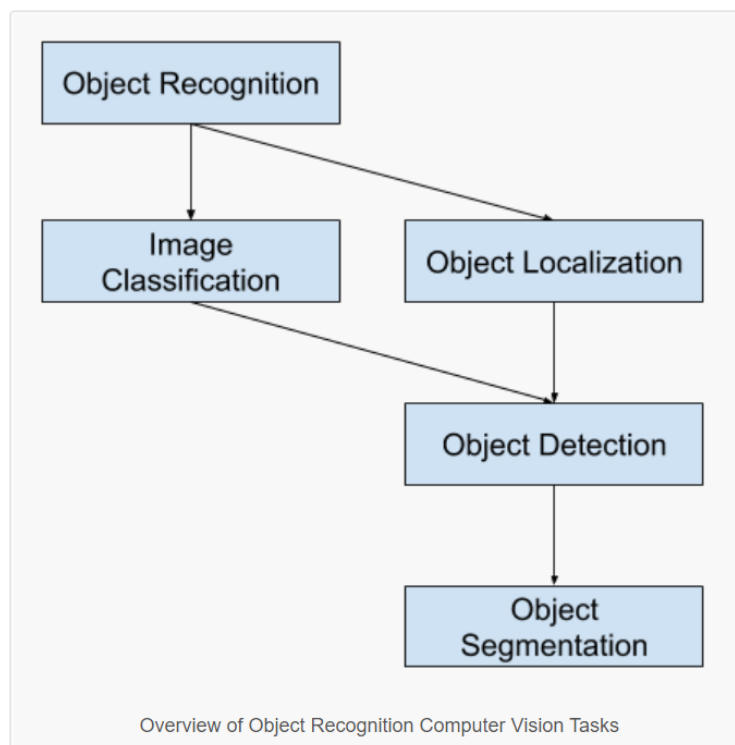 Object Recognition
Image
Classification
Object Localization
Object Detection
Object
Segmentation
Overview of Object Recognition Computer Vision Tasks